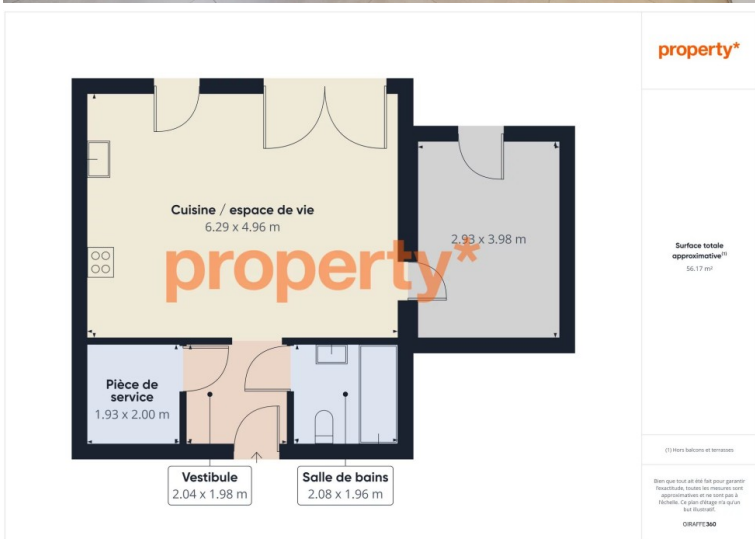 property*
Cuisine / espace de vie
6.29 x 4.96 m
2.93 x 3.98 m
property*
Surface totale
approximative(1)
56.17 m²
Pièce de
service
1.93 x 2.00 m
Vestibule
2.04 x 1.98 m
Salle de bains
2.08 x 1.96 m
(1) Hors balcons et terrasses
Bien que tout ait été fait pour garantir
l'exactitude, toutes les mesures sont
approximatives et ne sont pas à
l'échelle. Ce plan d'étage n'a qu'un
but illustratif.
GIRAFFE360